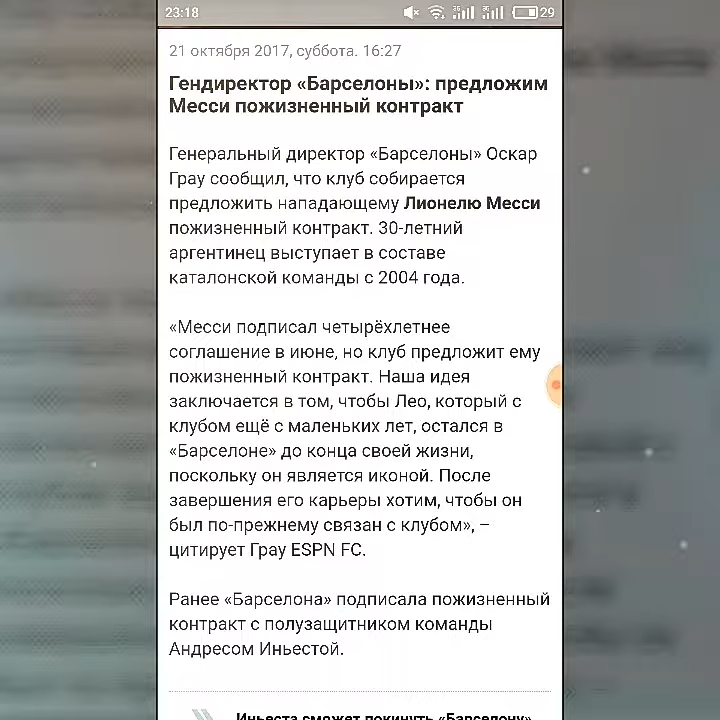 23:18
29
21 октября 2017, суббота. 16:27
Гендиректор «Барселоны»: предложим
Месси пожизненный контракт
Генеральный директор «Барселоны» Оскар
Грау сообщил, что клуб собирается
предложить нападающему Лионелю Месси
пожизненный контракт. 30-летний
аргентинец выступает в составе
каталонской команды с 2004 года.
«Месси подписал четырёхлетнее
соглашение в июне, но клуб предложит ему
пожизненный контракт. Наша идея
заключается в том, чтобы Лео, который с
клубом ещё с маленьких лет, остался в
«Барселоне» до конца своей жизни,
поскольку он является иконой. После
завершения его карьеры хотим, чтобы он
был по-прежнему связан с клубом», –
цитирует Грау ESPN FC.
Ранее «Барселона» подписала пожизненный
контракт с полузащитником команды
Андресом Иньестой.
Иньеста сможет покинуть «Барселону»